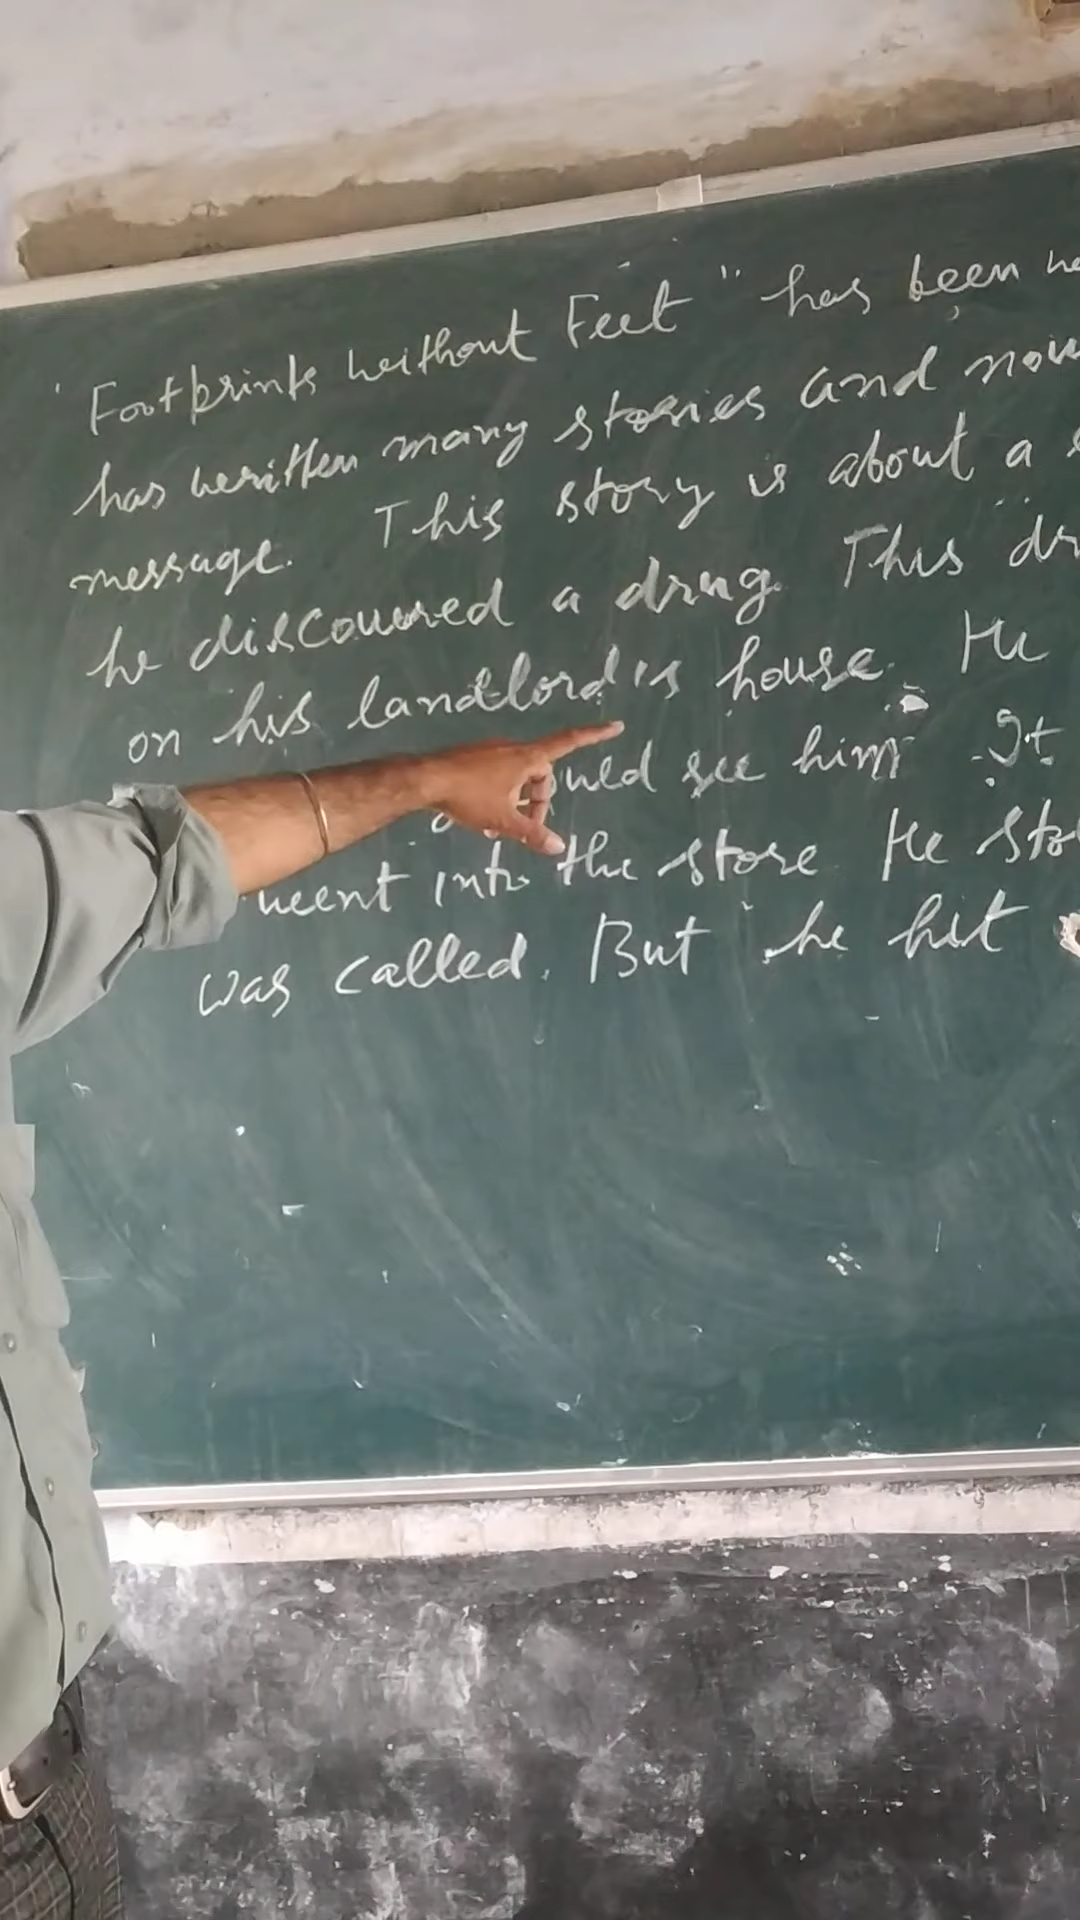 "Footprints without Feet" has been
has written many stories and
message. This story is about a
he discovered a drug. This
on his landlord's house. He
see him. It
went into the store He
was called. But he hit